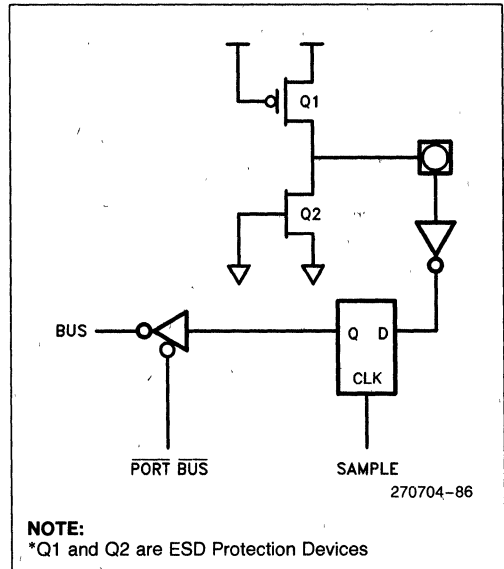 Q1
Q2
BUS
Q D
CLK
PORT BUS
SAMPLE
270704-86
NOTE:
*Q1 and Q2 are ESD Protection Devices